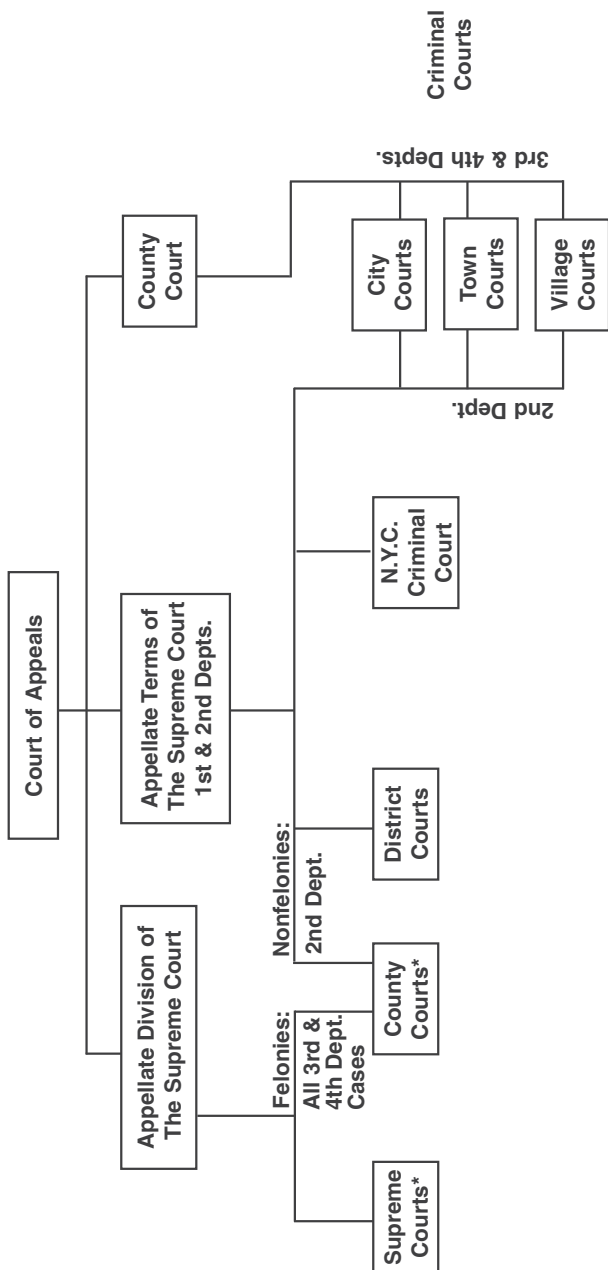 Criminal
Courts
Court of Appeals
Appellate Division of
The Supreme Court
Appellate Terms of
The Supreme Court
1st & 2nd Depts.
County
Court
Felonies:
All 3rd &
4th Dept.
Cases
Nonfelonies:
2nd Dept.
Supreme
Courts*
County
Courts*
District
Courts
N.Y.C.
Criminal
Court
2nd Dept.
City
Courts
Town
Courts
Village
Courts
3rd & 4th Depts.